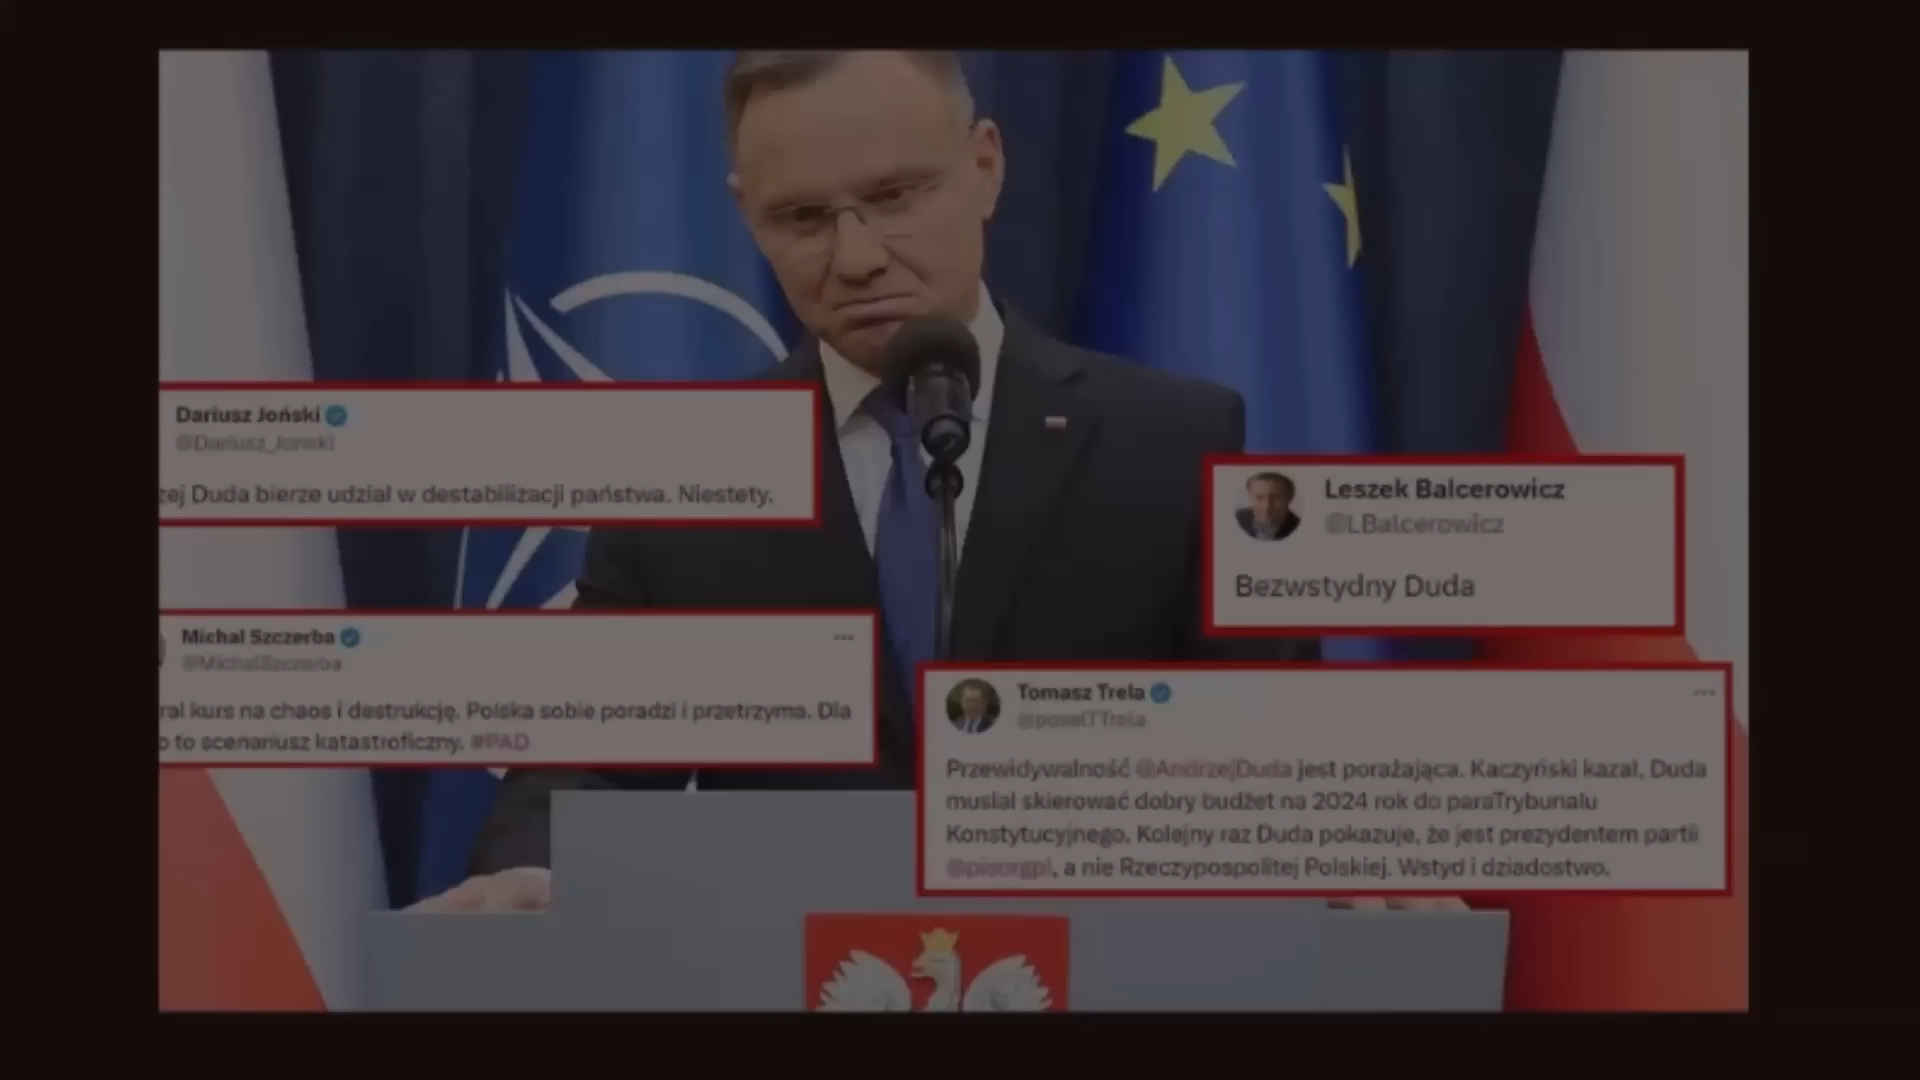 Dariusz Joński
@Dariusz_Jonski
zej Duda bierze udział w destabilizacji państwa. Niestety.
Michał Szczerba
@MichalSzczerba
ral kurs na chaos i destrukcję. Polska sobie poradzi i przetrzyma. Dla
o to scenariusz katastroficzny. #PAD
Leszek Balcerowicz
@LBalcerowicz
Bezwstydny Duda
Tomasz Trela
@poselTTrela
Przewidywalność @AndrzejDuda jest porażająca. Kaczyński kazał, Duda
musiał skierować dobry budżet na 2024 rok do paraTrybunału
Konstytucyjnego. Kolejny raz Duda pokazuje, że jest prezydentem partii
@pisorgpl, a nie Rzeczypospolitej Polskiej. Wstyd i dziadostwo.